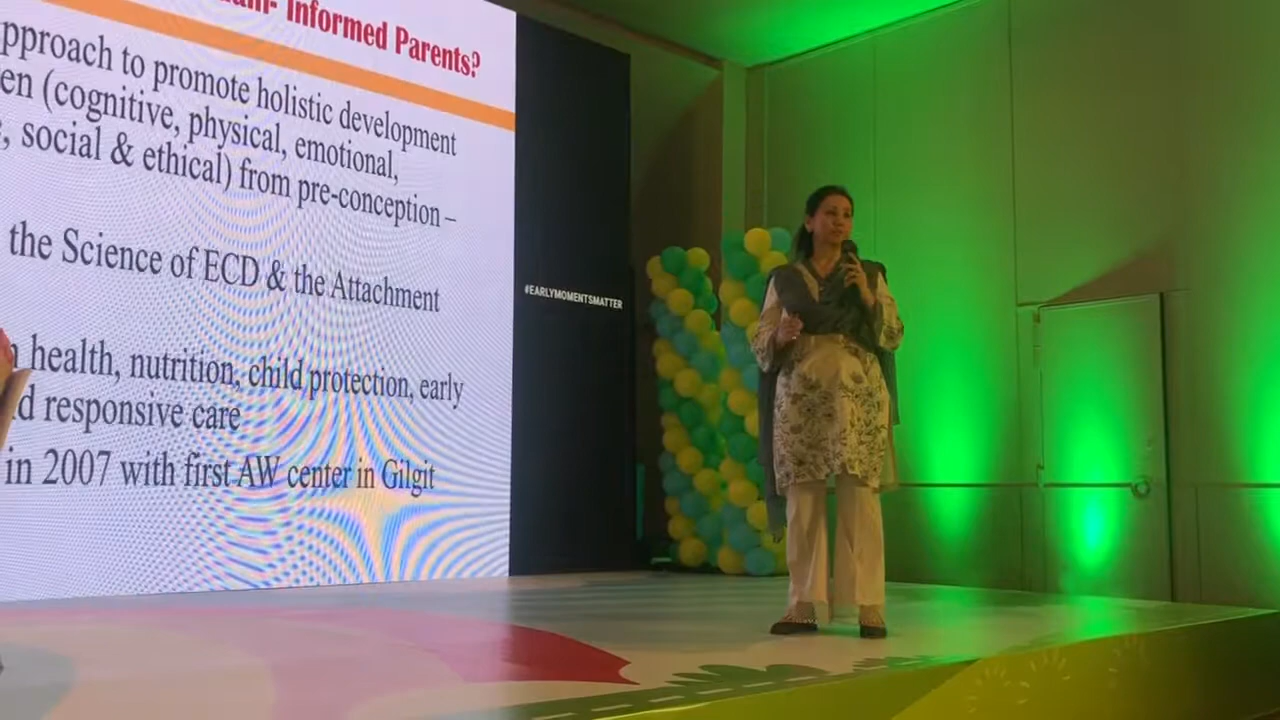 Informed Parents?
pproach to promote holistic development
en (cognitive, physical, emotional,
, social & ethical) from pre-conception –
the Science of ECD & the Attachment
health, nutrition, child protection, early
d responsive care
in 2007 with first AW center in Gilgit
#EARLYMOMENTSMATTER